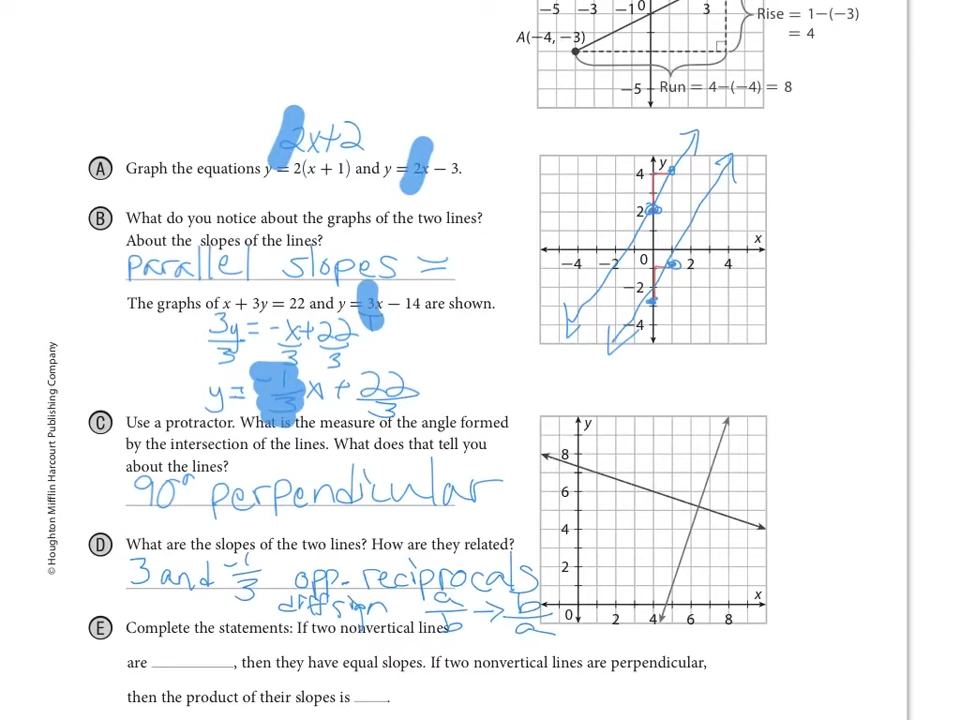 −5 −3 −1 0 3
Rise = 1−(−3)
= 4
A(−4, −3)
−5 Run = 4−(−4) = 8
2x+2
A Graph the equations y = 2(x + 1) and y = 2x − 3.
B What do you notice about the graphs of the two lines?
About the slopes of the lines?
parallel slopes =
The graphs of x + 3y = 22 and y = 3x − 14 are shown.
1
3y = -x + 22
3 3 3
y = -1/3 x + 22/3
C Use a protractor. What is the measure of the angle formed
by the intersection of the lines. What does that tell you
about the lines?
90° perpendicular
D What are the slopes of the two lines? How are they related?
3 and -1/3 opp. reciprocals
diff sign a/b → b/a
E Complete the statements: If two nonvertical lines
are , then they have equal slopes. If two nonvertical lines are perpendicular,
then the product of their slopes is .
y
4
2
x
−4 −2 0 2 4
−2
−4
y
8
6
4
2
x
0 2 4 6 8
© Houghton Mifflin Harcourt Publishing Company